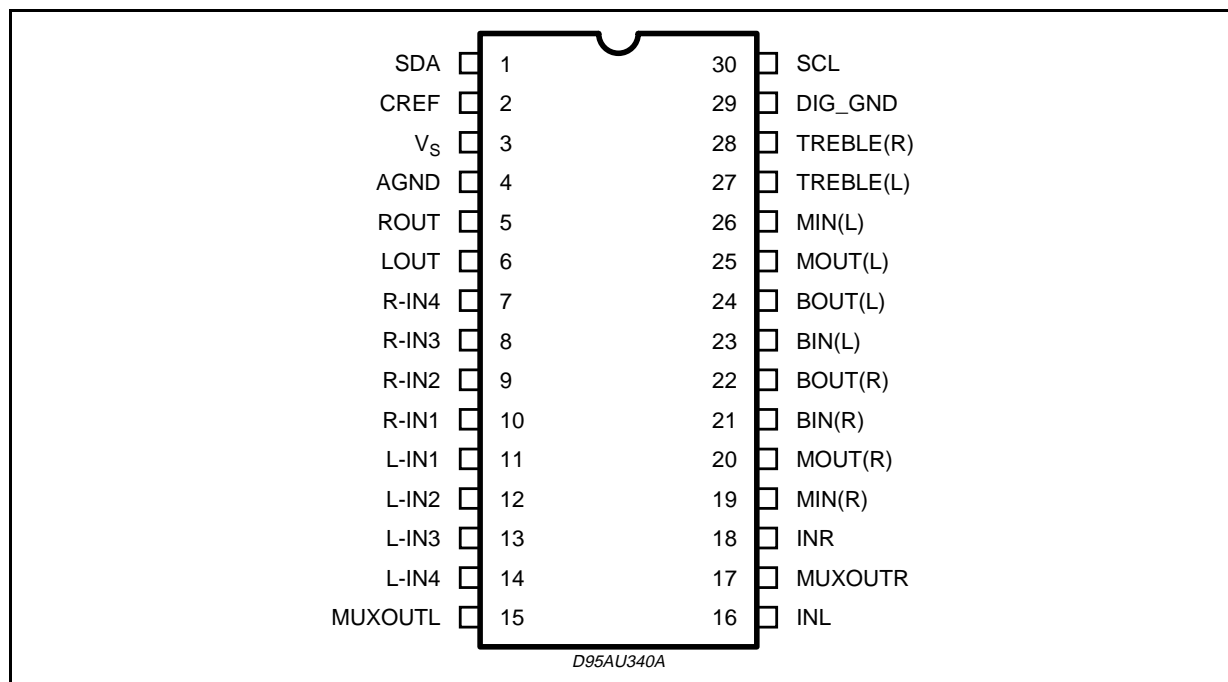 SDA 1 30 SCL
CREF 2 29 DIG_GND
VS 3 28 TREBLE(R)
AGND 4 27 TREBLE(L)
ROUT 5 26 MIN(L)
LOUT 6 25 MOUT(L)
R-IN4 7 24 BOUT(L)
R-IN3 8 23 BIN(L)
R-IN2 9 22 BOUT(R)
R-IN1 10 21 BIN(R)
L-IN1 11 20 MOUT(R)
L-IN2 12 19 MIN(R)
L-IN3 13 18 INR
L-IN4 14 17 MUXOUTR
MUXOUTL 15 16 INL
D95AU340A